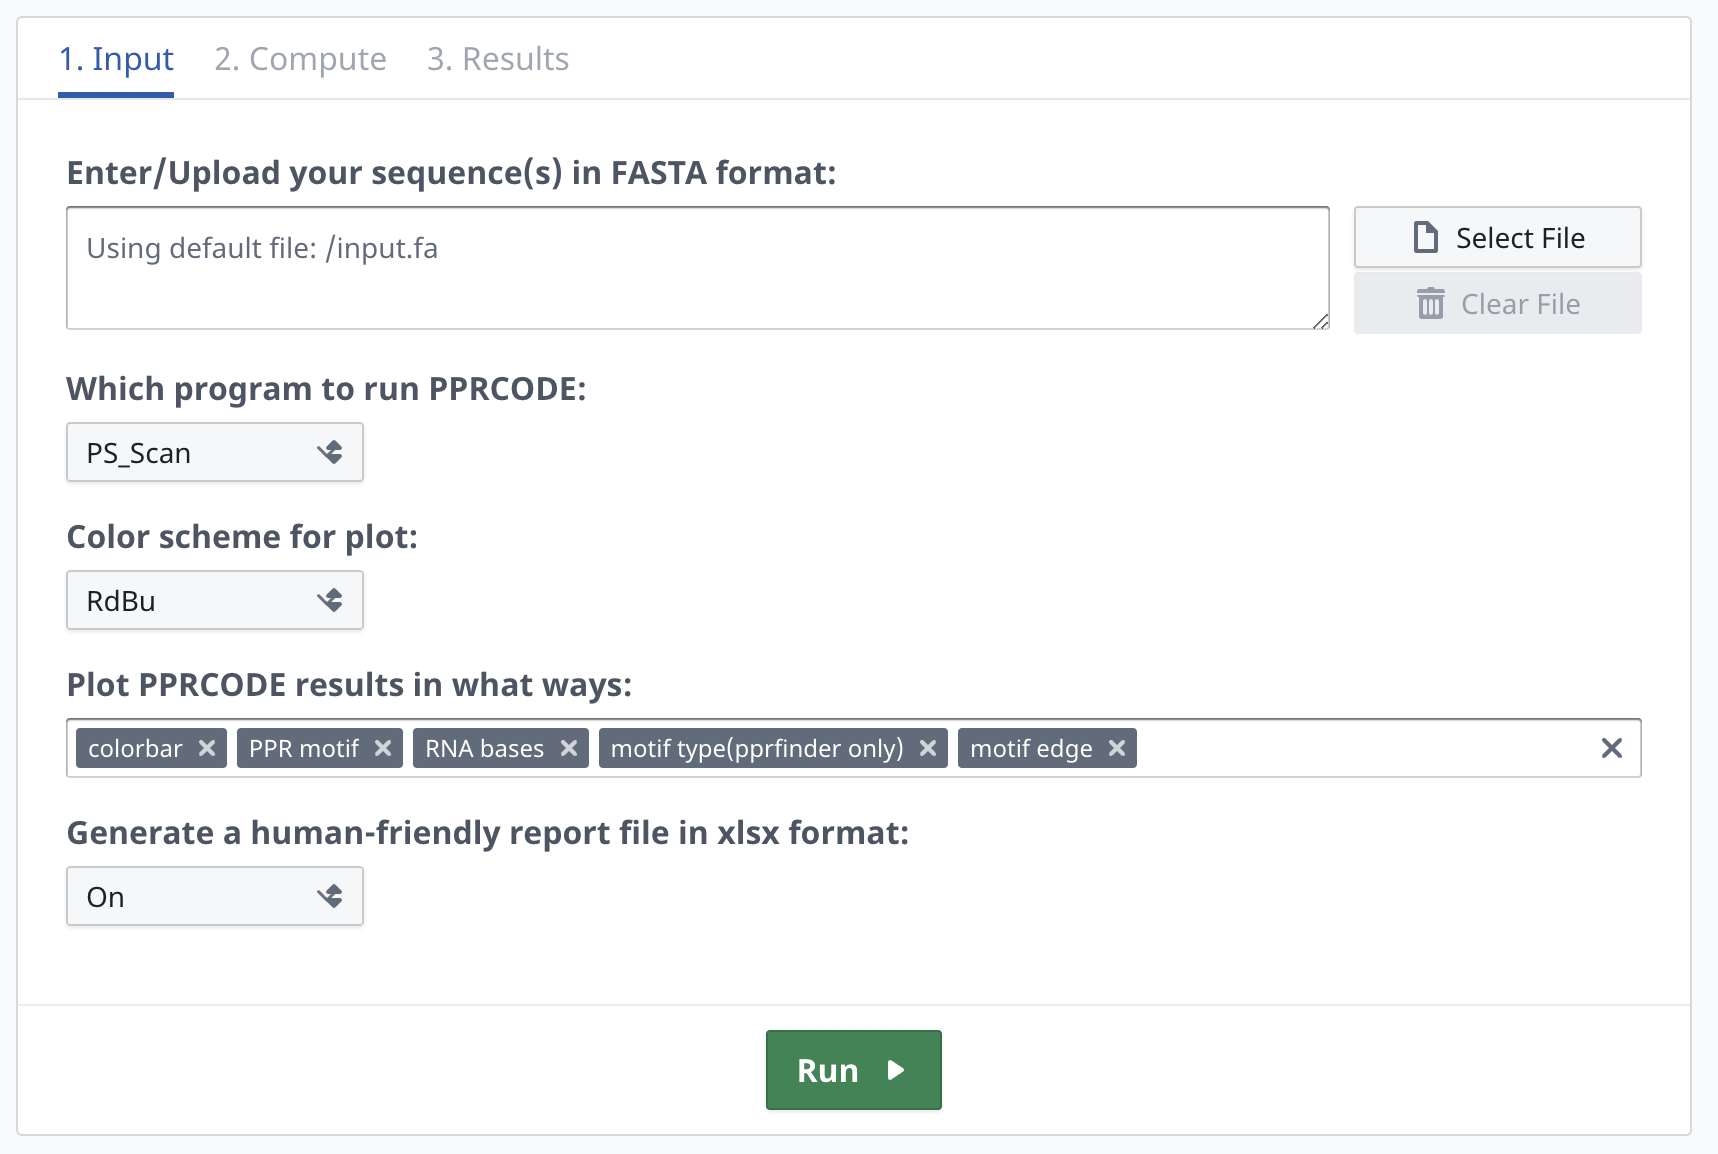 1. Input 2. Compute 3. Results
Enter/Upload your sequence(s) in FASTA format:
Using default file: /input.fa
Select File
Clear File
Which program to run PPRCODE:
PS_Scan
Color scheme for plot:
RdBu
Plot PPRCODE results in what ways:
colorbar PPR motif RNA bases motif type(pprfinder only) motif edge
Generate a human-friendly report file in xlsx format:
On
Run